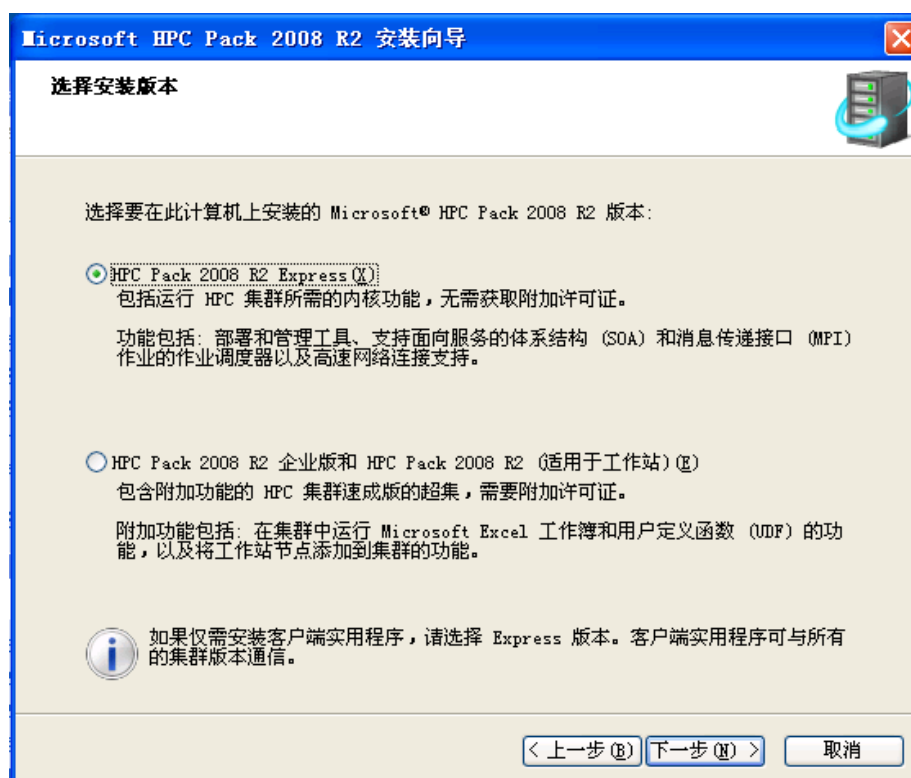 Microsoft HPC Pack 2008 R2 安装向导
选择安装版本
选择要在此计算机上安装的 Microsoft® HPC Pack 2008 R2 版本:
HPC Pack 2008 R2 Express(X)
包括运行 HPC 集群所需的内核功能，无需获取附加许可证。
功能包括: 部署和管理工具、支持面向服务的体系结构 (SOA) 和消息传递接口 (MPI)
作业的作业调度器以及高速网络连接支持。
HPC Pack 2008 R2 企业版和 HPC Pack 2008 R2 (适用于工作站)(E)
包含附加功能的 HPC 集群速成版的超集，需要附加许可证。
附加功能包括: 在集群中运行 Microsoft Excel 工作簿和用户定义函数 (UDF) 的功
能，以及将工作站节点添加到集群的功能。
如果仅需安装客户端实用程序，请选择 Express 版本。客户端实用程序可与所有
的集群版本通信。
< 上一步(B) 下一步(N) > 取消